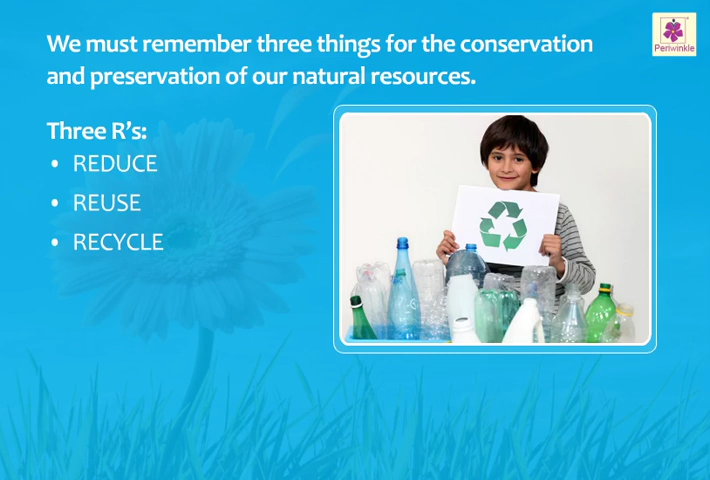 We must remember three things for the conservation
and preservation of our natural resources.
Periwinkle
Three R's:
• REDUCE
• REUSE
• RECYCLE